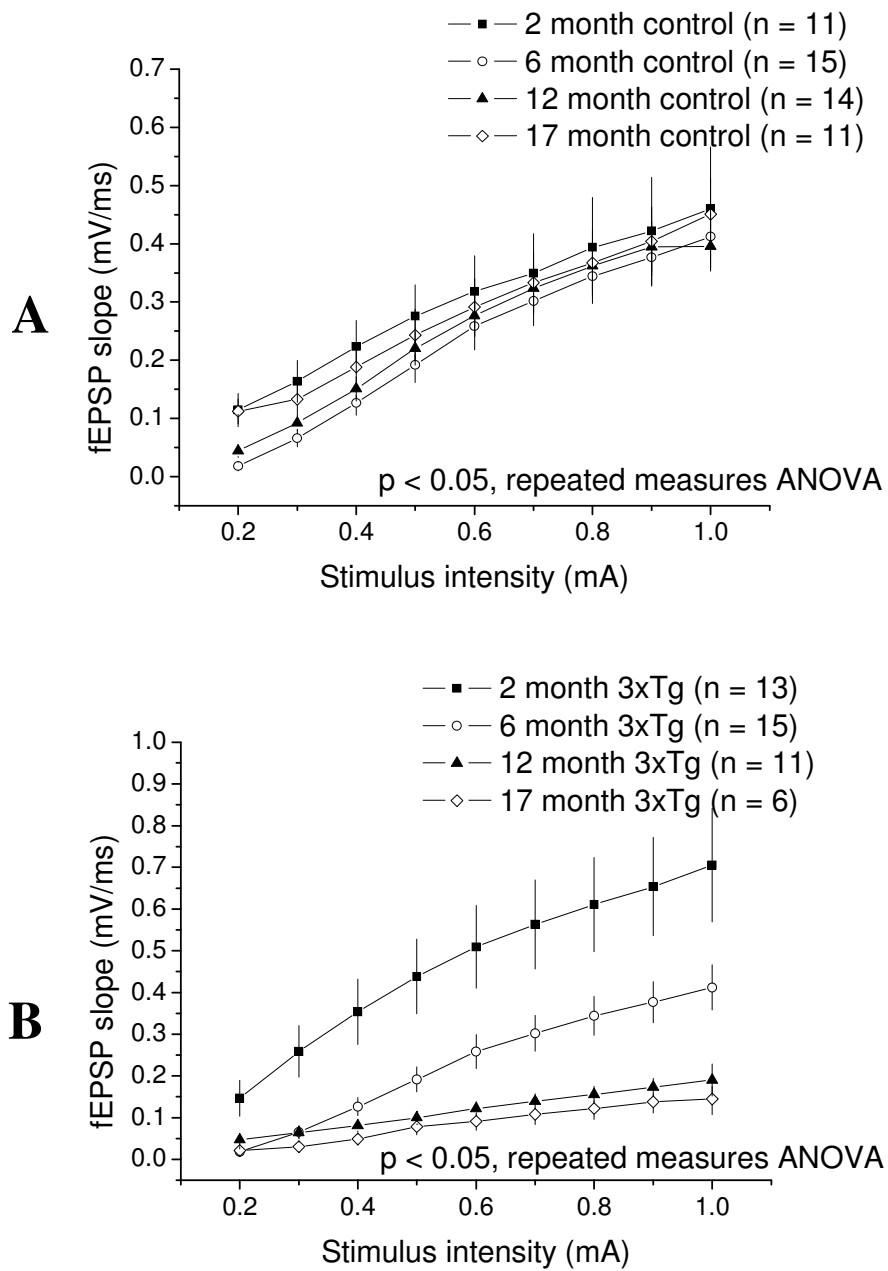 2 month control (n = 11)
6 month control (n = 15)
12 month control (n = 14)
17 month control (n = 11)
0.7
0.6
0.5
0.4
0.3
0.2
0.1
0.0
fEPSP slope (mV/ms)
A
p < 0.05, repeated measures ANOVA
0.2 0.4 0.6 0.8 1.0
Stimulus intensity (mA)
2 month 3xTg (n = 13)
6 month 3xTg (n = 15)
12 month 3xTg (n = 11)
17 month 3xTg (n = 6)
1.0
0.9
0.8
0.7
0.6
0.5
0.4
0.3
0.2
0.1
0.0
fEPSP slope (mV/ms)
B
p < 0.05, repeated measures ANOVA
0.2 0.4 0.6 0.8 1.0
Stimulus intensity (mA)